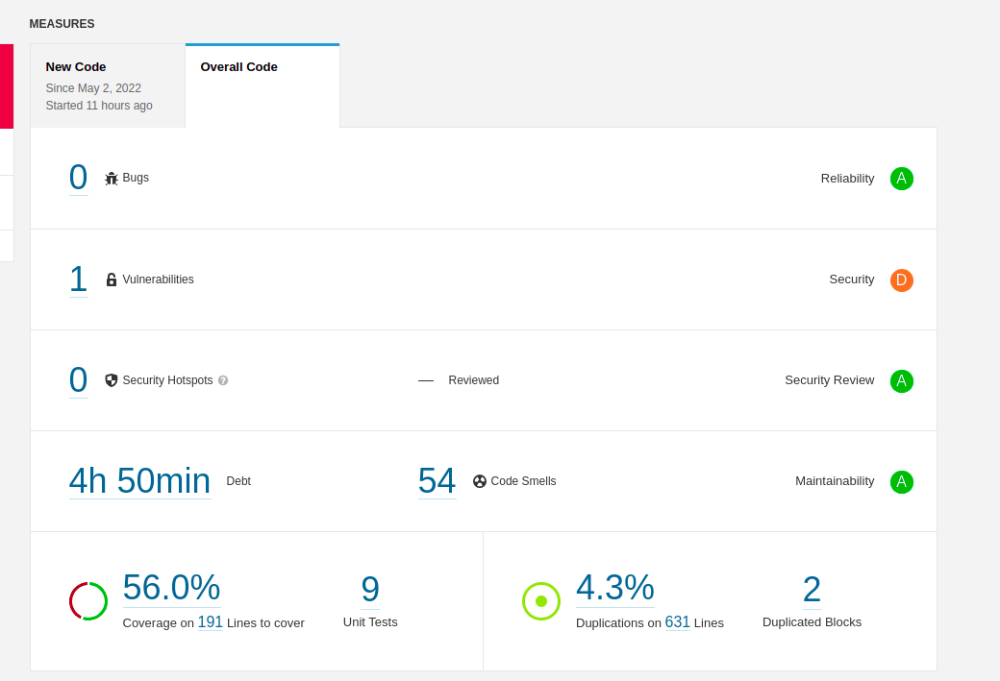 MEASURES
New Code
Since May 2, 2022
Started 11 hours ago
Overall Code
0 Bugs
Reliability A
1 Vulnerabilities
Security D
0 Security Hotspots ?
— Reviewed
Security Review A
4h 50min Debt
54 Code Smells
Maintainability A
56.0%
Coverage on 191 Lines to cover
9
Unit Tests
4.3%
Duplications on 631 Lines
2
Duplicated Blocks